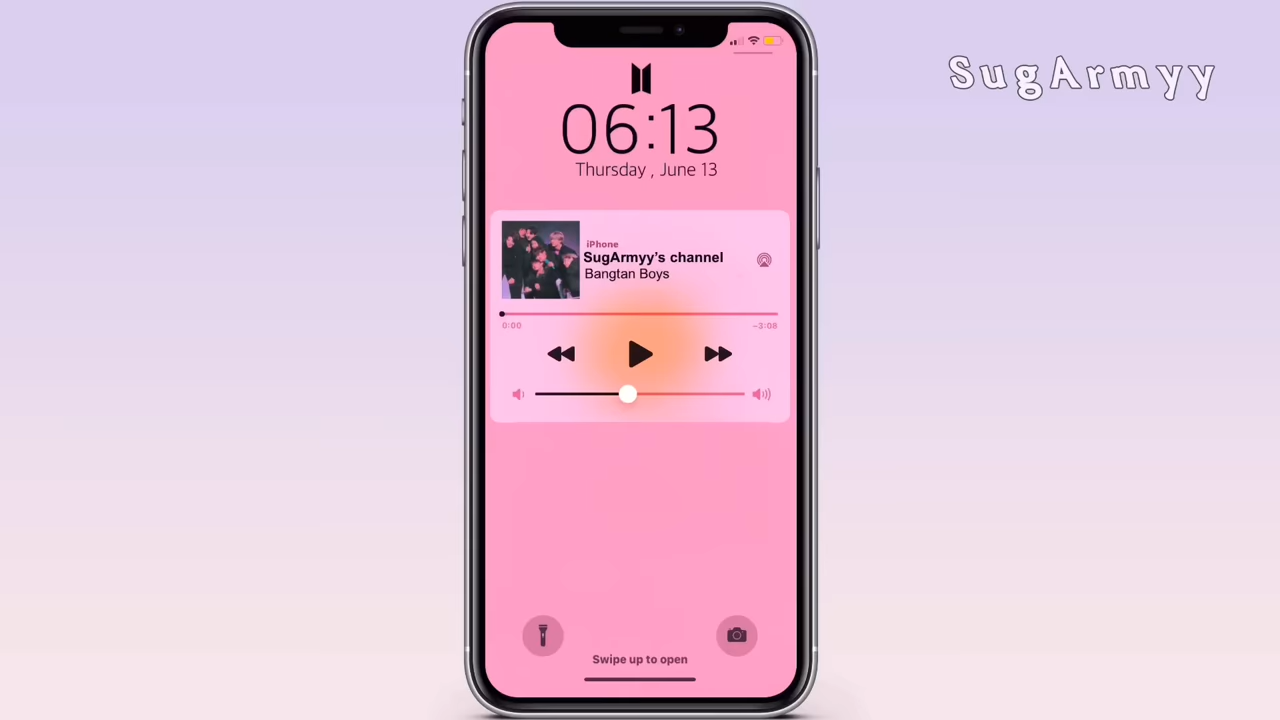 SugArmyy
06:13
Thursday , June 13
iPhone
SugArmyy's channel
Bangtan Boys
0:00
–3:08
Swipe up to open